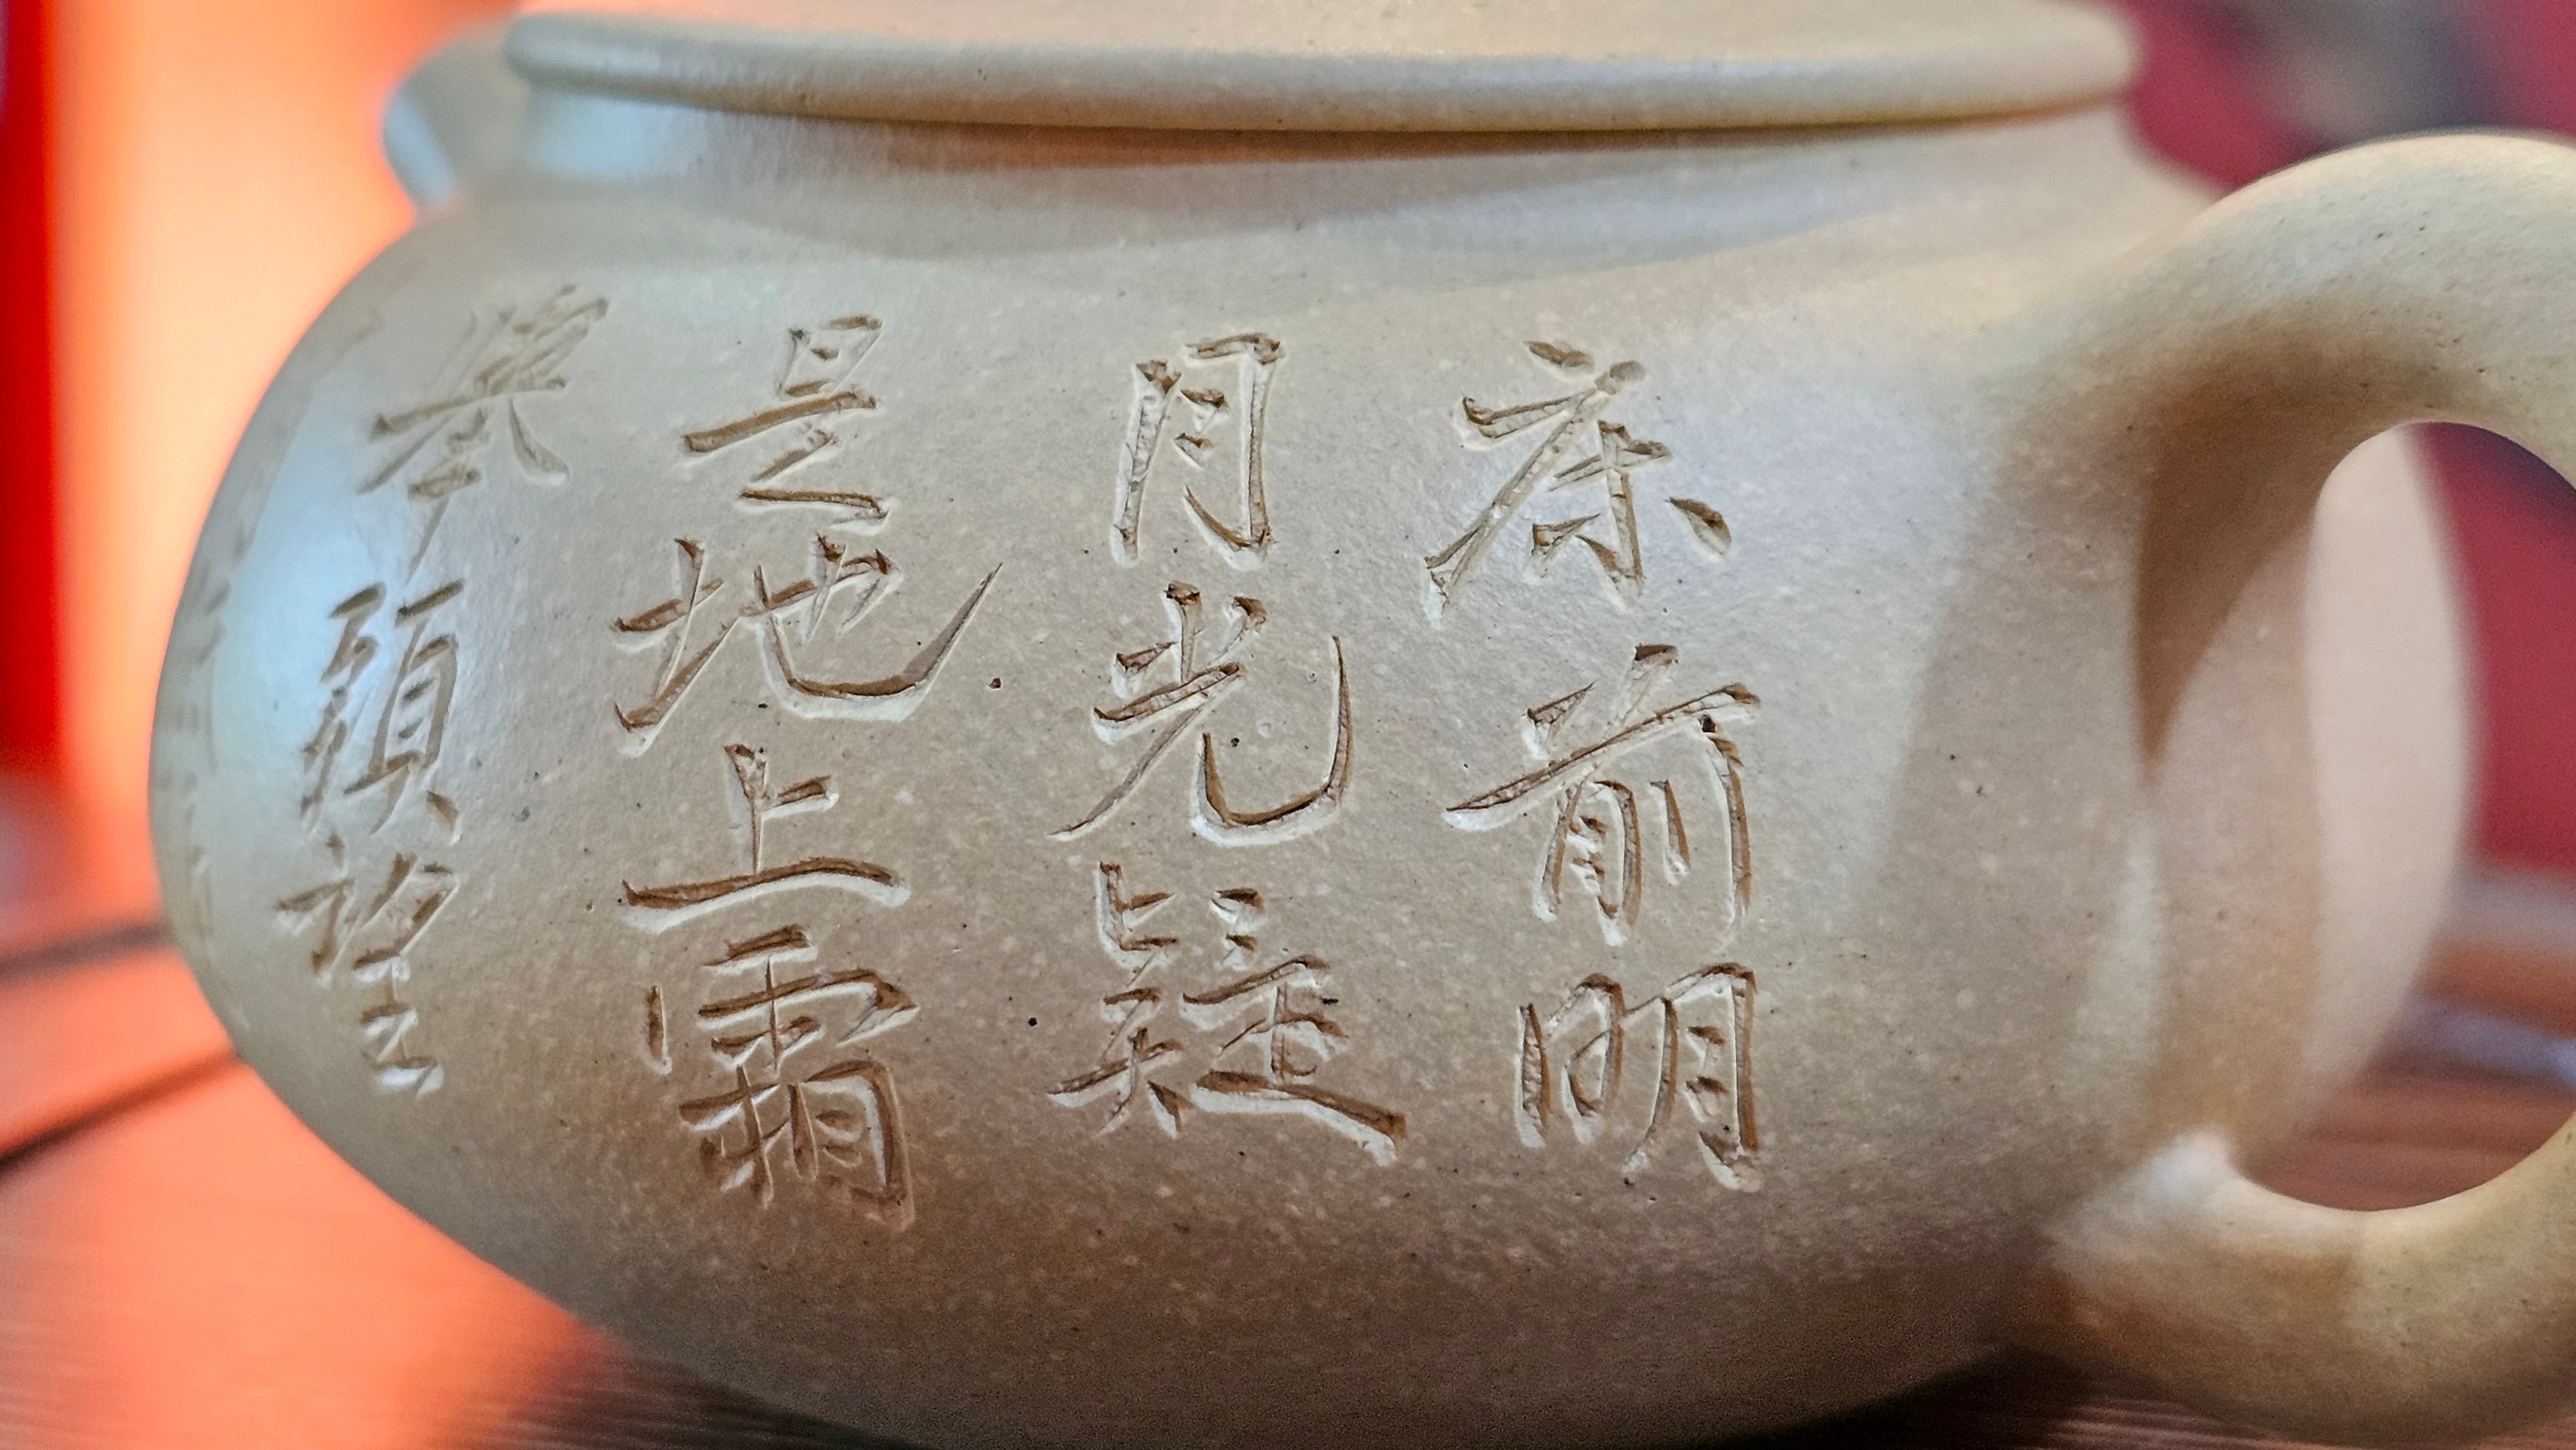 床前明
月光疑
是地上霜
舉頭望